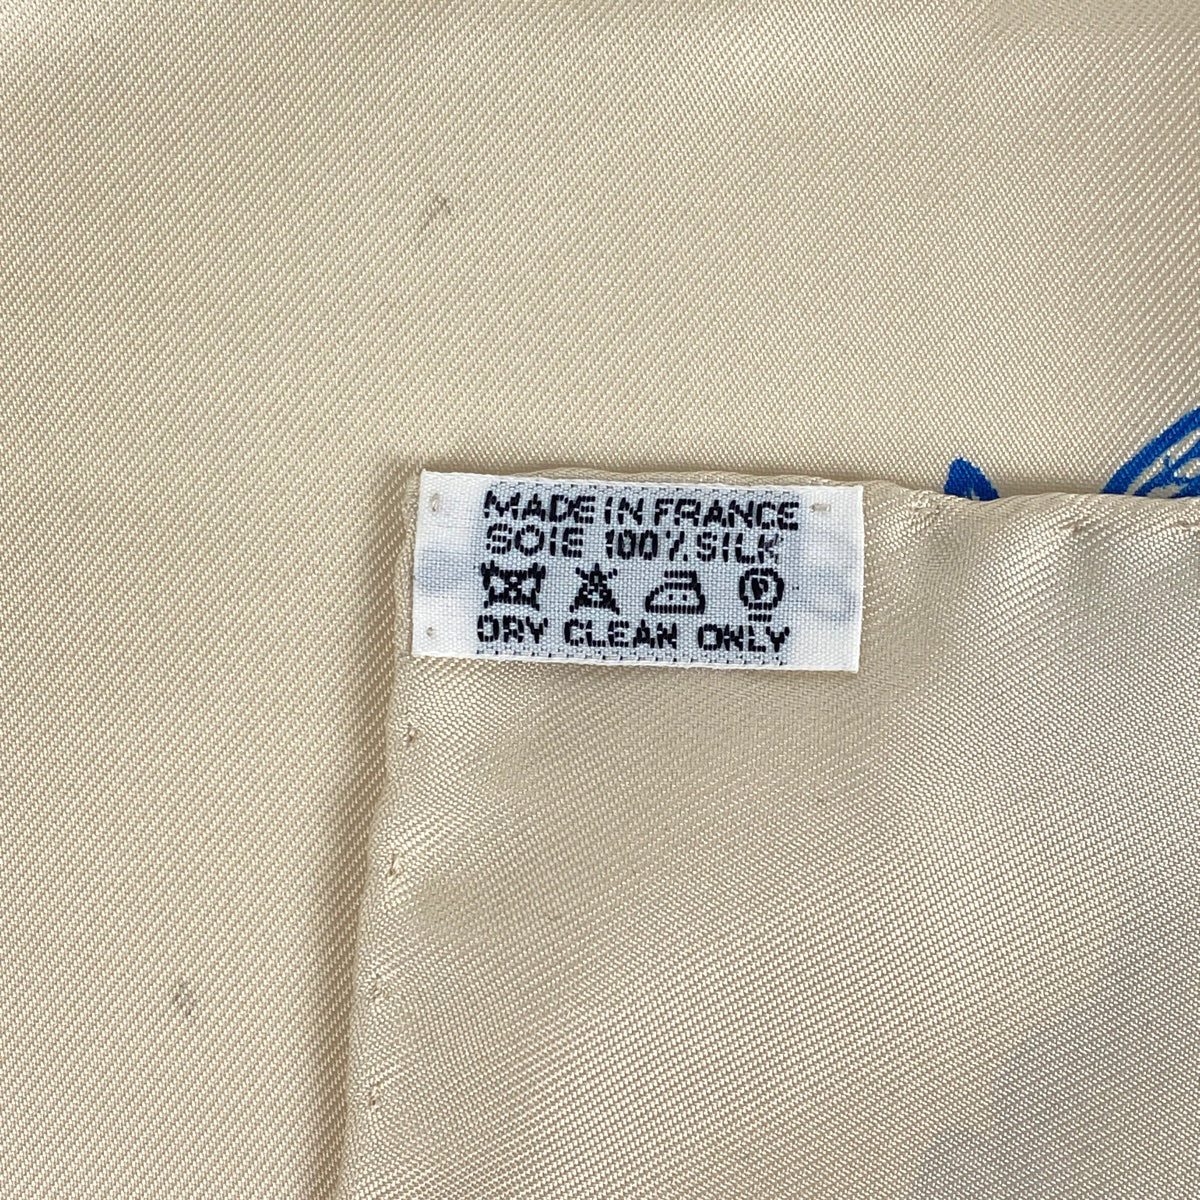 MADE IN FRANCE
SOIE 100% SILK
P
DRY CLEAN ONLY